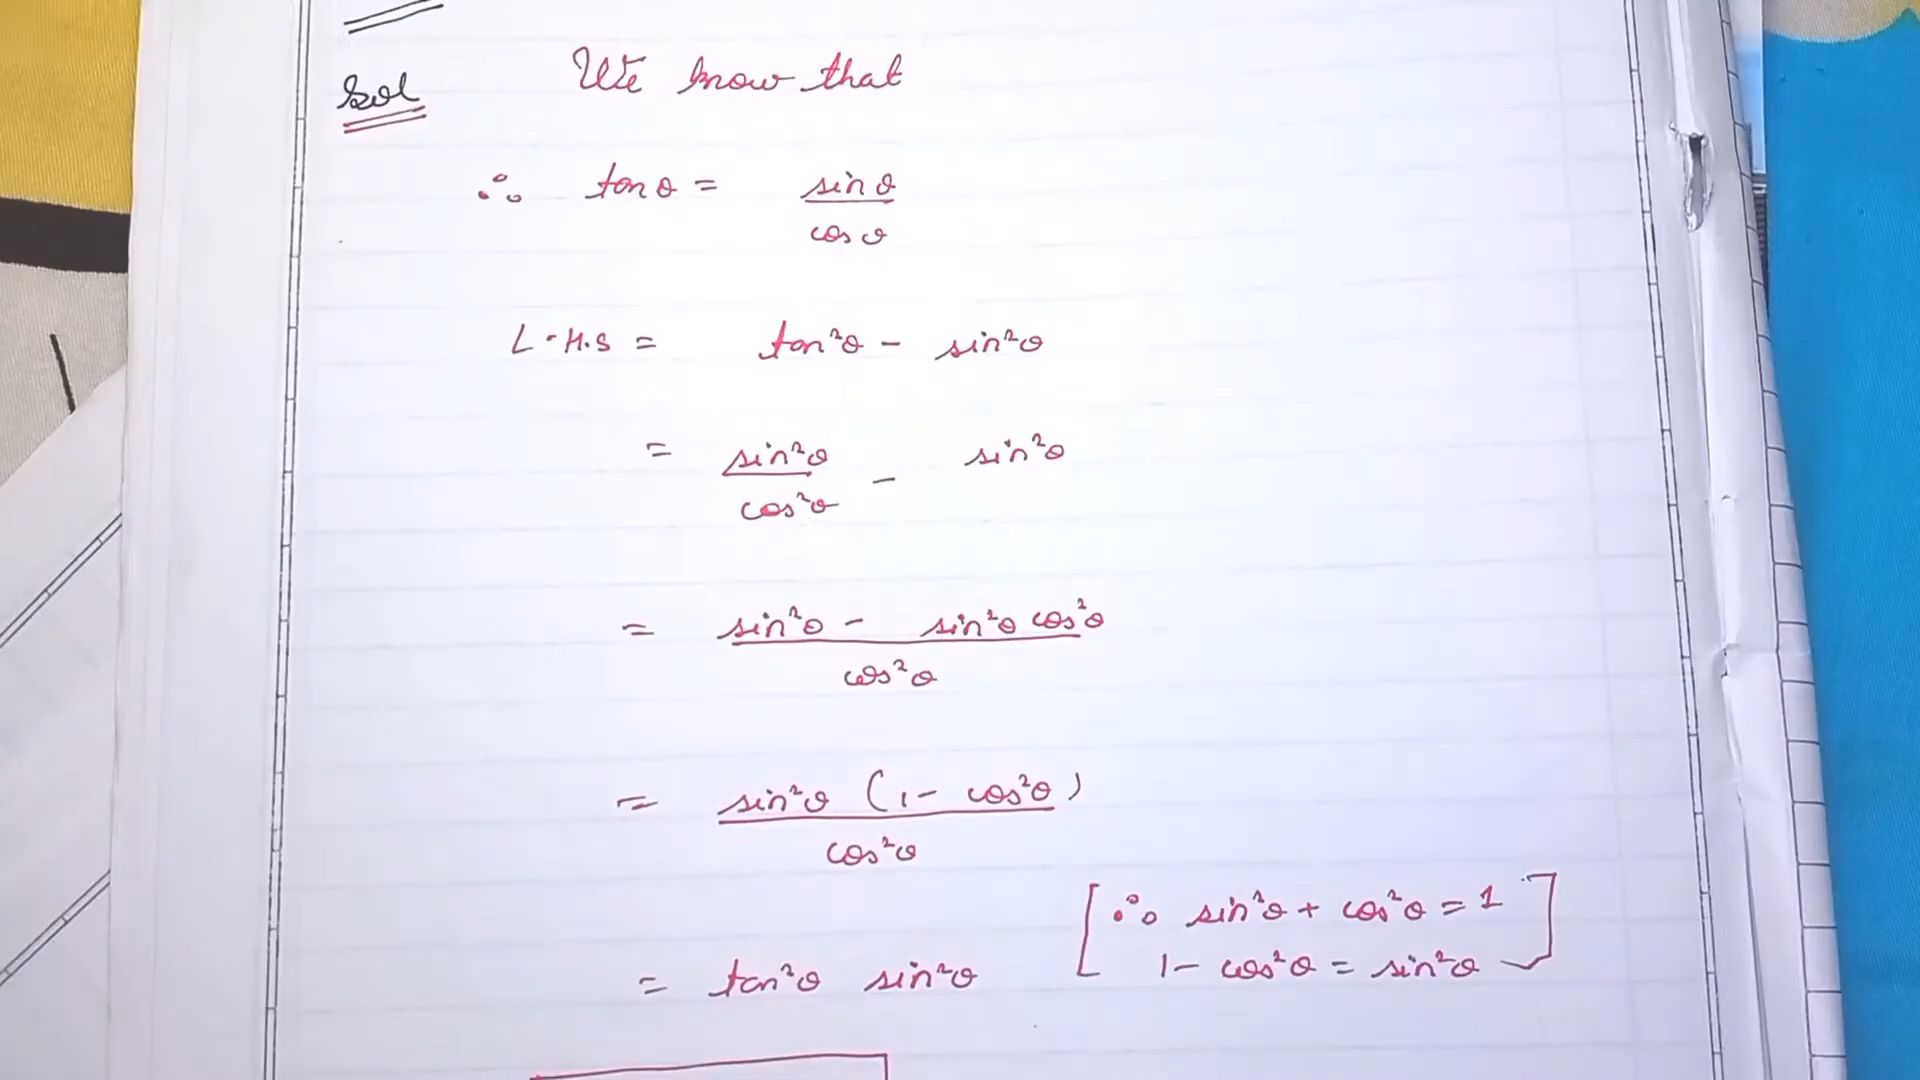 Sol We know that
∴ tanθ = sinθ/cosθ
L.H.S = tan²θ - sin²θ
= sin²θ/cos²θ - sin²θ
= (sin²θ - sin²θ cos²θ)/cos²θ
= sin²θ (1 - cos²θ)/cos²θ
[∴ sin²θ + cos²θ = 1
= tan²θ sin²θ 1 - cos²θ = sin²θ]